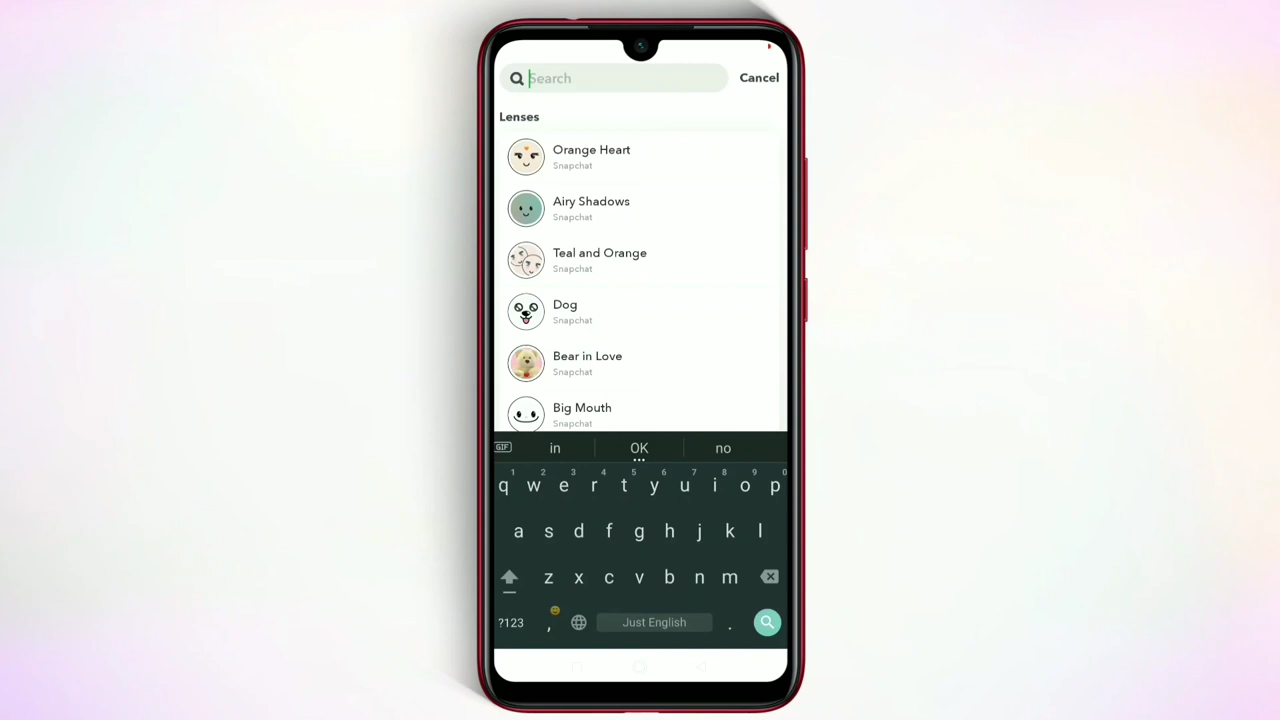 Search Cancel
Lenses
Orange Heart
Snapchat
Airy Shadows
Snapchat
Teal and Orange
Snapchat
Dog
Snapchat
Bear in Love
Snapchat
Big Mouth
Snapchat
GIF in OK no
1 2 3 4 5 6 7 8 9 0
q w e r t y u i o p
a s d f g h j k l
z x c v b n m
?123 , Just English .